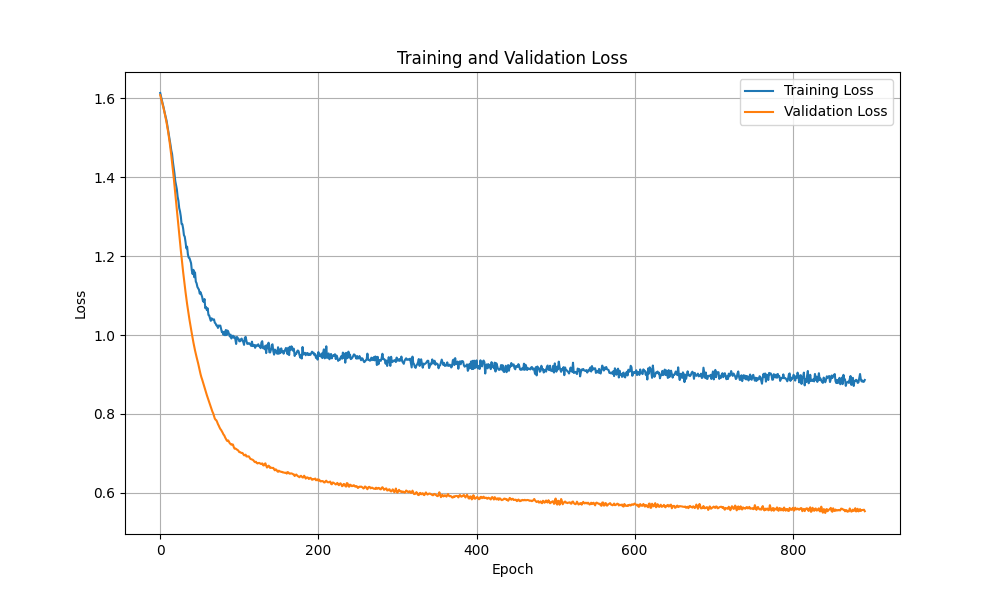 Training and Validation Loss
Training Loss
Validation Loss
1.6
1.4
1.2
1.0
0.8
0.6
Loss
0
200
400
600
800
Epoch